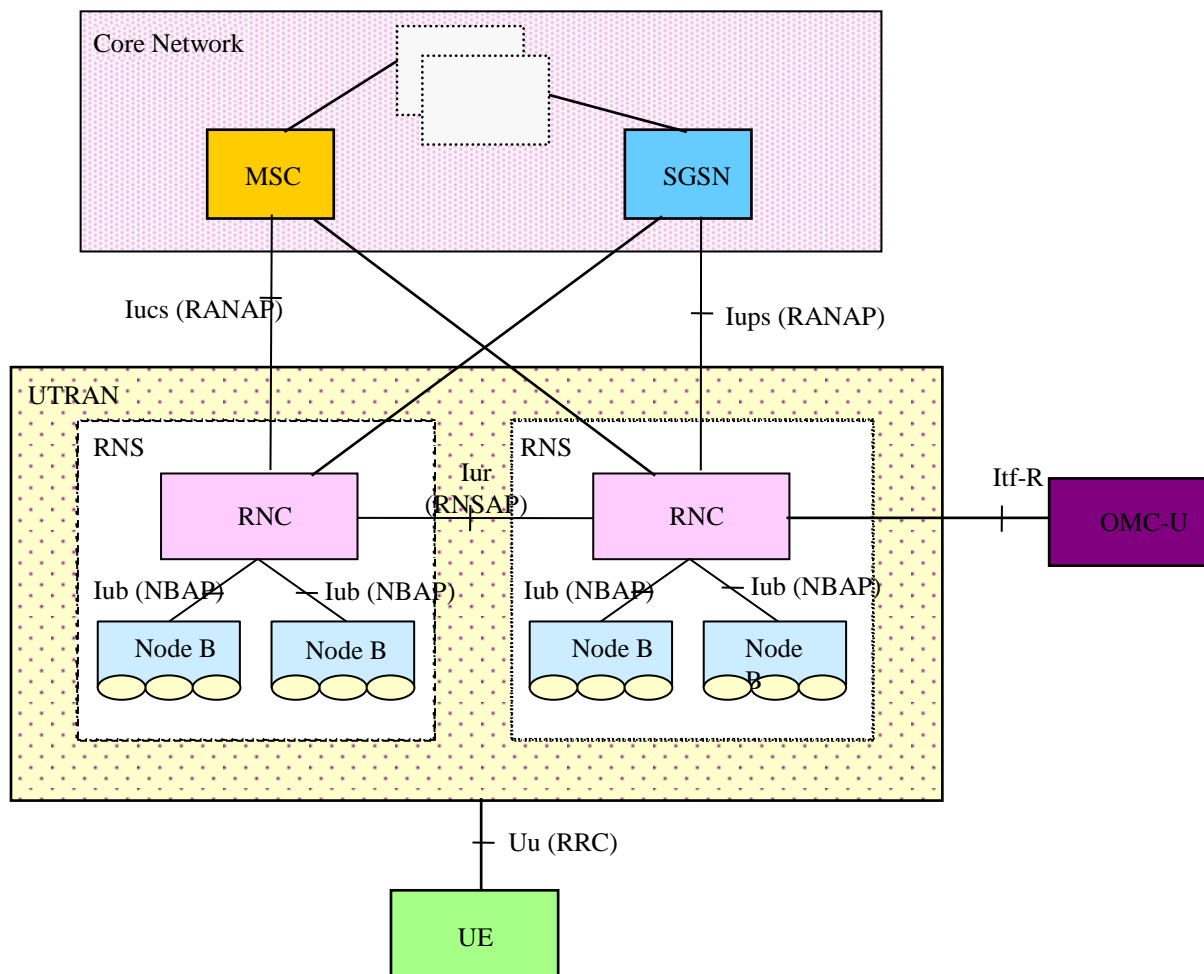 Core Network
MSC
SGSN
Iucs (RANAP)
Iups (RANAP)
UTRAN
RNS
RNS
Iur
(RNSAP)
Itf-R
RNC
RNC
OMC-U
Iub (NBAP)
Iub (NBAP)
Iub (NBAP)
Iub (NBAP)
Node B
Node B
Node B
Node
B
Uu (RRC)
UE